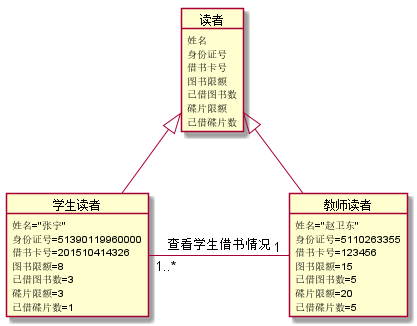 读者
姓名
身份证号
借书卡号
图书限额
已借图书数
碟片限额
已借碟片数
学生读者
姓名="张宇"
身份证号=51390119960000
借书卡号=201510414326
图书限额=8
已借图书数=3
碟片限额=3
已借碟片数=1
查看学生借书情况 1
1..*
教师读者
姓名="赵卫东"
身份证号=5110263355
借书卡号=123456
图书限额=15
已借图书数=5
碟片限额=20
已借碟片数=5